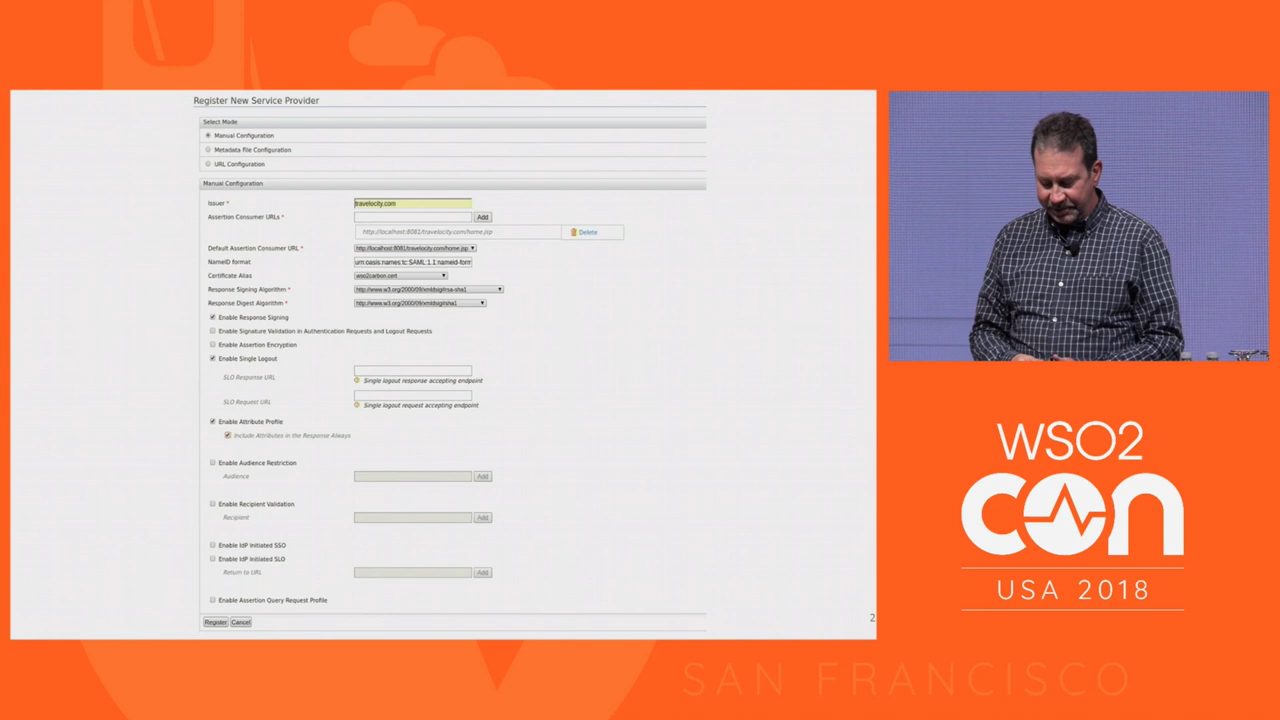 Register New Service Provider
Select Mode
Manual Configuration
Metadata File Configuration
URL Configuration
Manual Configuration
Issuer * travelocity.com
Assertion Consumer URLs * Add
http://localhost:8081/travelocity.com/home.jsp Delete
Default Assertion Consumer URL * http://localhost:8081/travelocity.com/home.jsp
NameID format urn:oasis:names:tc:SAML:1.1:nameid-form
Certificate Alias wso2carbon.cert
Response Signing Algorithm * http://www.w3.org/2000/09/xmldsig#rsa-sha1
Response Digest Algorithm * http://www.w3.org/2000/09/xmldsig#sha1
Enable Response Signing
Enable Signature Validation in Authentication Requests and Logout Requests
Enable Assertion Encryption
Enable Single Logout
SLO Response URL
Single logout response accepting endpoint
SLO Request URL
Single logout request accepting endpoint
Enable Attribute Profile
Include Attributes in the Response Always
Enable Audience Restriction
Audience Add
Enable Recipient Validation
Recipient Add
Enable IdP Initiated SSO
Enable IdP Initiated SLO
Return to URL Add
Enable Assertion Query Request Profile
Register Cancel
2
WSO2
con
USA 2018
SAN FRANCISCO